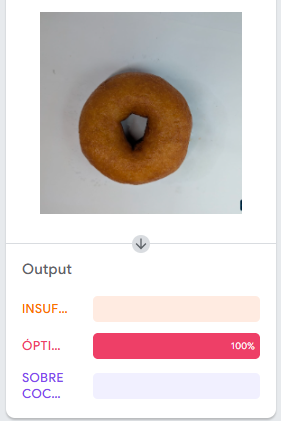 Output
INSUF...
ÓPTI...
100%
SOBRE
COC...